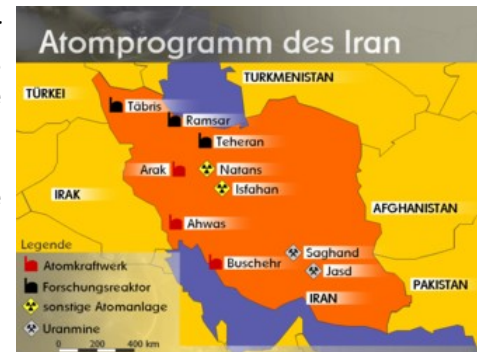 Atomprogramm des Iran
TURKMENISTAN
TÜRKEI
Täbris
Ramsar
Teheran
Arak
Natans
Isfahan
IRAK
AFGHANISTAN
Ahwas
Legende
Saghand
Buschehr
Atomkraftwerk
Jasd
Forschungsreaktor
PAKISTAN
IRAN
sonstige Atomanlage
Uranmine
0 200 400 km